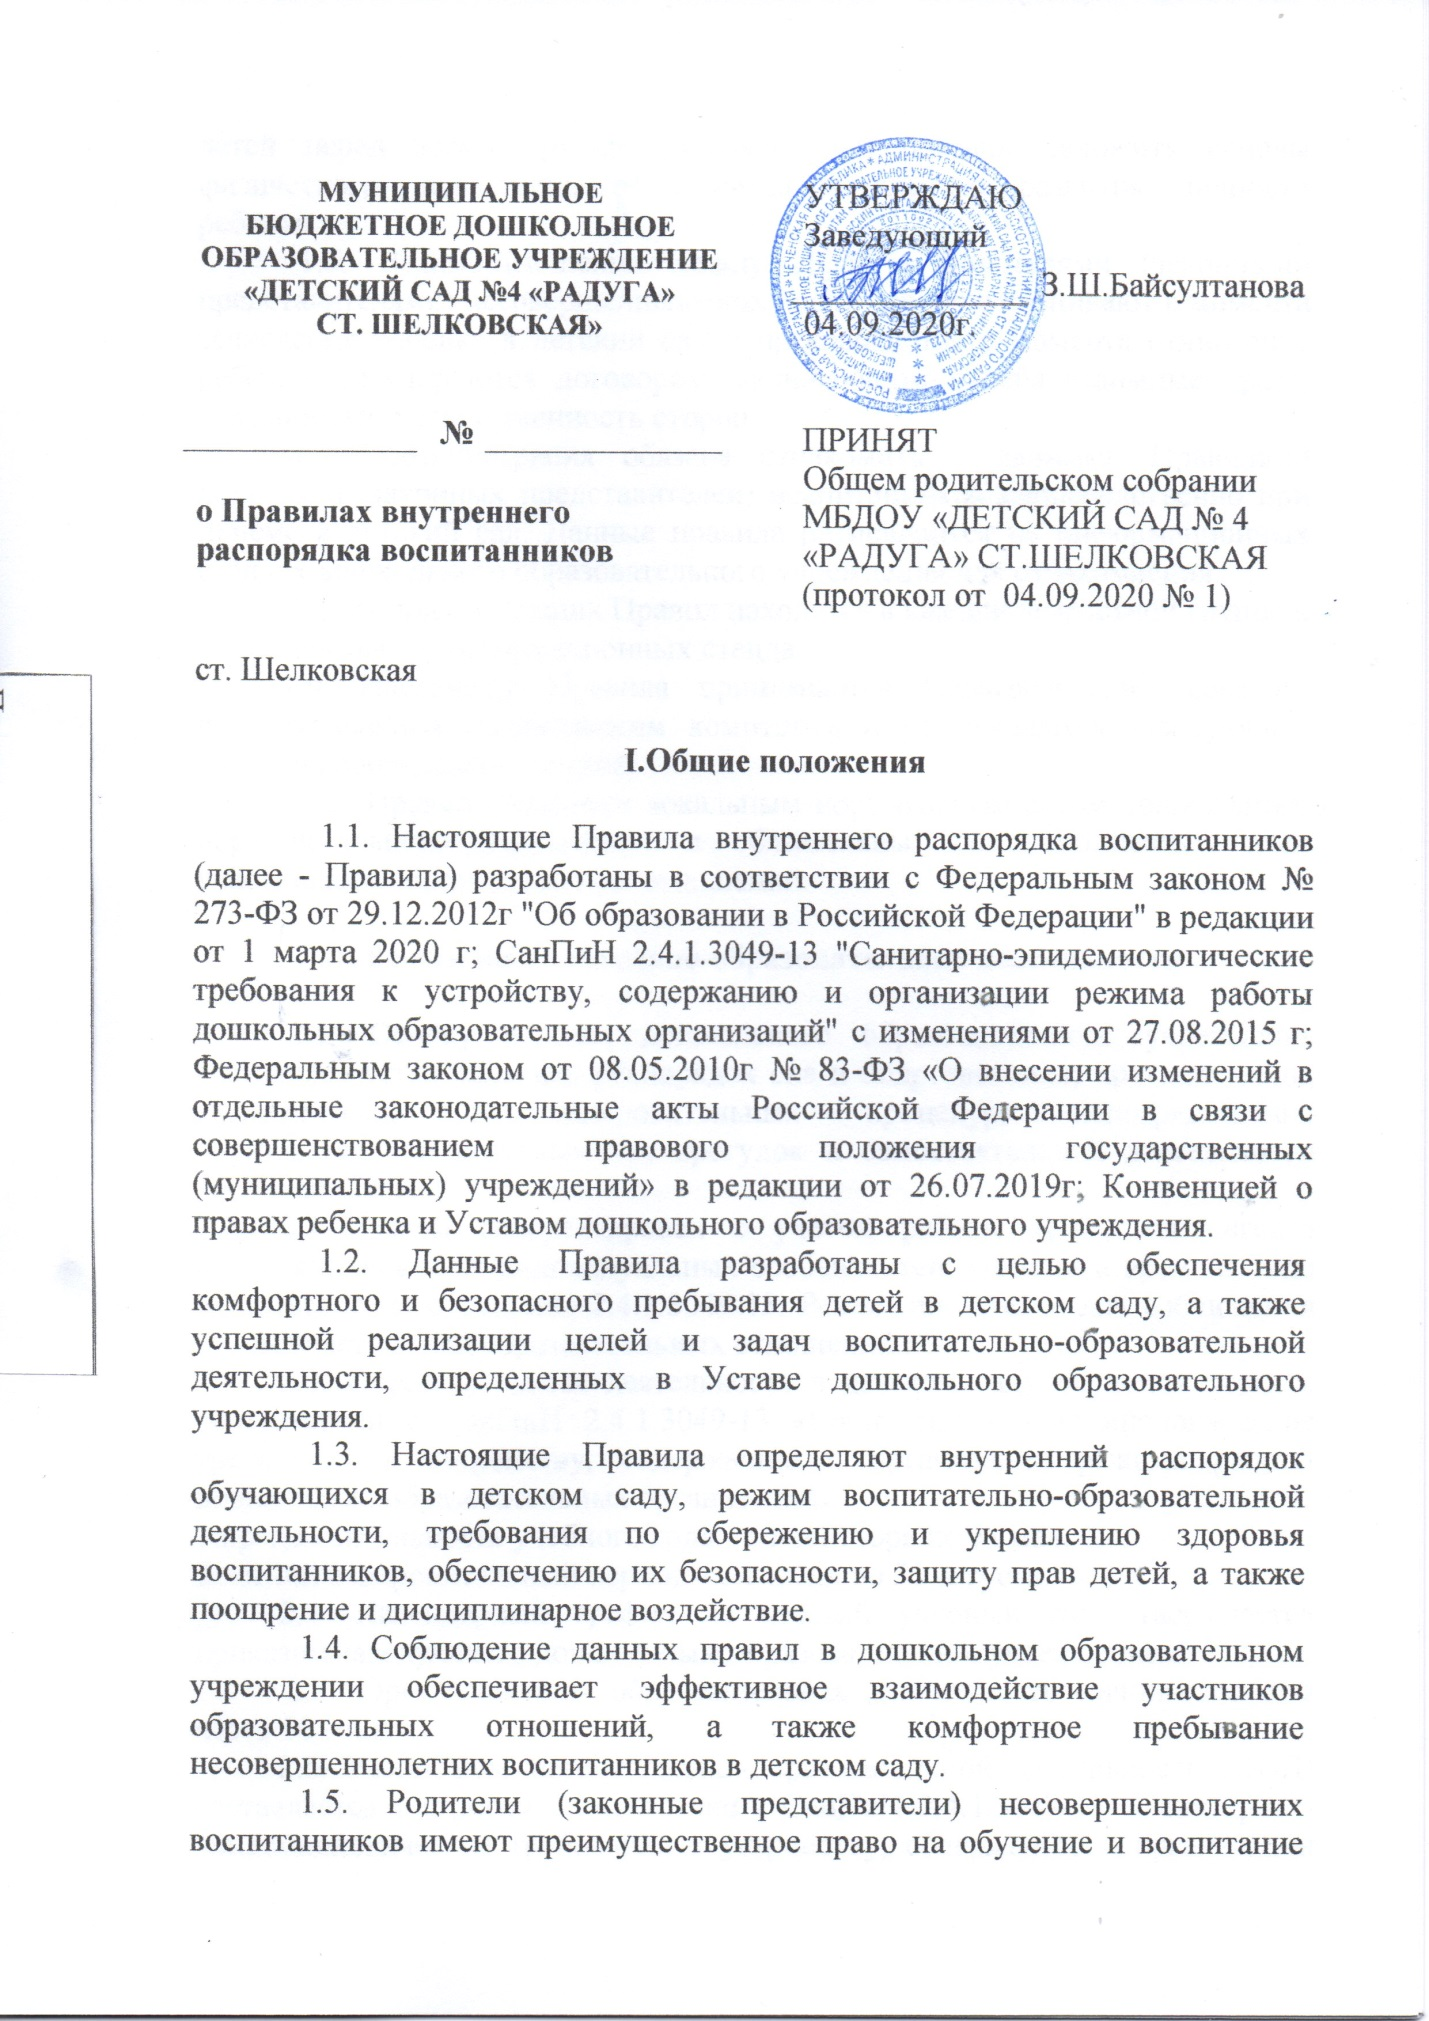 МУНИЦИПАЛЬНОЕ
БЮДЖЕТНОЕ ДОШКОЛЬНОЕ
ОБРАЗОВАТЕЛЬНОЕ УЧРЕЖДЕНИЕ
«ДЕТСКИЙ САД №4 «РАДУГА»
СТ. ШЕЛКОВСКАЯ»
№
о Правилах внутреннего
распорядка воспитанников
ст. Шелковская
УТВЕРЖДАЮ
Заведующий
З.Ш.Байсултанова
04.09.2020г.
ПРИНЯТ
Общем родительском собрании
МБДОУ «ДЕТСКИЙ САД № 4
«РАДУГА» СТ.ШЕЛКОВСКАЯ
(протокол от 04.09.2020 № 1)
I.Общие положения
1.1. Настоящие Правила внутреннего распорядка воспитанников
(далее - Правила) разработаны в соответствии с Федеральным законом №
273-ФЗ от 29.12.2012г "Об образовании в Российской Федерации" в редакции
от 1 марта 2020 г; СанПиН 2.4.1.3049-13 "Санитарно-эпидемиологические
требования к устройству, содержанию и организации режима работы
дошкольных образовательных организаций" с изменениями от 27.08.2015 г;
Федеральным законом от 08.05.2010г № 83-ФЗ «О внесении изменений в
отдельные законодательные акты Российской Федерации в связи с
совершенствованием правового положения государственных
(муниципальных) учреждений» в редакции от 26.07.2019г; Конвенцией о
правах ребенка и Уставом дошкольного образовательного учреждения.
1.2. Данные Правила разработаны с целью обеспечения
комфортного и безопасного пребывания детей в детском саду, а также
успешной реализации целей и задач воспитательно-образовательной
деятельности, определенных в Уставе дошкольного образовательного
учреждения.
1.3. Настоящие Правила определяют внутренний распорядок
обучающихся в детском саду, режим воспитательно-образовательной
деятельности, требования по сбережению и укреплению здоровья
воспитанников, обеспечению их безопасности, защиту прав детей, а также
поощрение и дисциплинарное воздействие.
1.4. Соблюдение данных правил в дошкольном образовательном
учреждении обеспечивает эффективное взаимодействие участников
образовательных отношений, а также комфортное пребывание
несовершеннолетних воспитанников в детском саду.
1.5. Родители (законные представители) несовершеннолетних
воспитанников имеют преимущественное право на обучение и воспитание